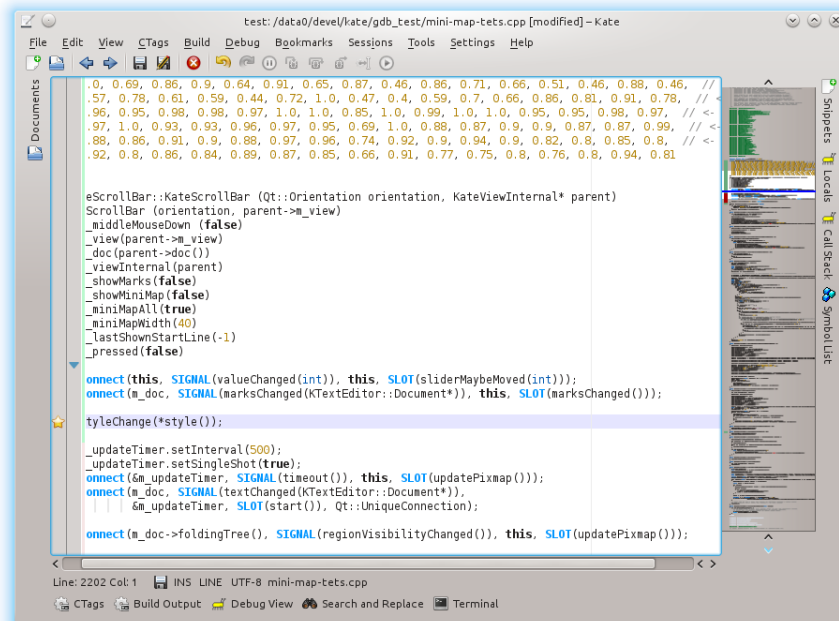 test: /data0/devel/kate/gdb_test/mini-map-tets.cpp [modified] – Kate
File Edit View CTags Build Debug Bookmarks Sessions Tools Settings Help
Documents
.0, 0.69, 0.86, 0.9, 0.64, 0.91, 0.65, 0.87, 0.46, 0.86, 0.71, 0.66, 0.51, 0.46, 0.88, 0.46, //
.57, 0.78, 0.61, 0.59, 0.44, 0.72, 1.0, 0.47, 0.4, 0.59, 0.7, 0.66, 0.86, 0.81, 0.91, 0.78, // <
.96, 0.95, 0.98, 0.98, 0.97, 1.0, 1.0, 0.85, 1.0, 0.99, 1.0, 1.0, 0.95, 0.95, 0.98, 0.97, // <-
.97, 1.0, 0.93, 0.93, 0.96, 0.97, 0.95, 0.69, 1.0, 0.88, 0.87, 0.9, 0.9, 0.87, 0.87, 0.99, // <-
.88, 0.86, 0.91, 0.9, 0.88, 0.97, 0.96, 0.74, 0.92, 0.9, 0.94, 0.9, 0.82, 0.8, 0.85, 0.8, // <-
.92, 0.8, 0.86, 0.84, 0.89, 0.87, 0.85, 0.66, 0.91, 0.77, 0.75, 0.8, 0.76, 0.8, 0.94, 0.81
eScrollBar::KateScrollBar (Qt::Orientation orientation, KateViewInternal* parent)
ScrollBar (orientation, parent->m_view)
_middleMouseDown (false)
_view(parent->m_view)
_doc(parent->doc())
_viewInternal(parent)
_showMarks(false)
_showMiniMap(false)
_miniMapAll(true)
_miniMapWidth(40)
_lastShownStartLine(-1)
_pressed(false)
onnect(this, SIGNAL(valueChanged(int)), this, SLOT(sliderMaybeMoved(int)));
onnect(m_doc, SIGNAL(marksChanged(KTextEditor::Document*)), this, SLOT(marksChanged()));
tyleChange(*style());
_updateTimer.setInterval(500);
_updateTimer.setSingleShot(true);
onnect(&m_updateTimer, SIGNAL(timeout()), this, SLOT(updatePixmap()));
onnect(m_doc, SIGNAL(textChanged(KTextEditor::Document*)),
&m_updateTimer, SLOT(start()), Qt::UniqueConnection);
onnect(m_doc->foldingTree(), SIGNAL(regionVisibilityChanged()), this, SLOT(updatePixmap()));
Snippets
Locals
Call Stack
Symbol List
Line: 2202 Col: 1 INS LINE UTF-8 mini-map-tets.cpp
CTags Build Output Debug View Search and Replace Terminal